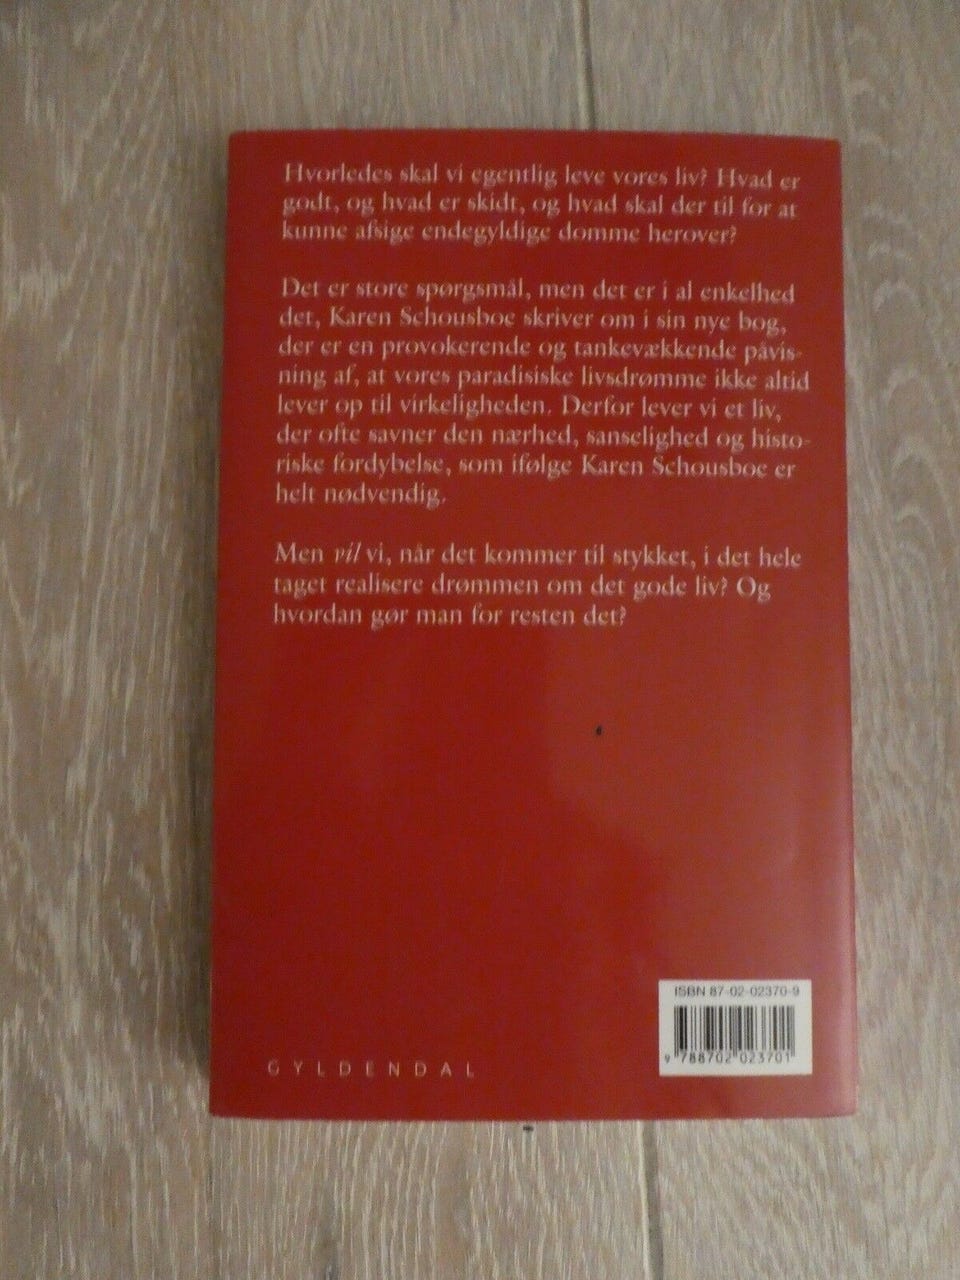 Hvorledes skal vi egentlig leve vores liv? Hvad er
godt, og hvad er skidt, og hvad skal der til for at
kunne afsige endegyldige domme herover?
Det er store spørgsmål, men det er i al enkelhed
det, Karen Schousboe skriver om i sin nye bog,
der er en provokerende og tankevækkende påvis-
ning af, at vores paradisiske livsdrømme ikke altid
lever op til virkeligheden. Derfor lever vi et liv,
der ofte savner den nærhed, sanselighed og histo-
riske fordybelse, som ifølge Karen Schousboe er
helt nødvendig.
Men vil vi, når det kommer til stykket, i det hele
taget realisere drømmen om det gode liv? Og
hvordan gør man for resten det?
ISBN 87-02-02370-9
9 788702 023701
GYLDENDAL